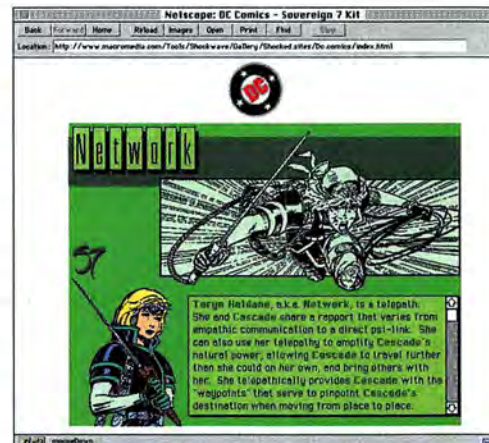 Netscape: DC Comics - Sovereign 7 Kit
Back Forward Home Reload Images Open Print Find Stop
Location: http://www.macromedia.com/Tools/Shockwave/Gallery/Shocked.sites/Dc.comics/index.html
DC
Network
S7
Taryn Haldane, a.k.a. Network, is a telepath.
She and Cascade share a rapport that varies from
empathic communication to a direct psi-link. She
can also use her telepathy to amplify Cascade's
natural power, allowing Cascade to travel further
than she could on her own, and bring others with
her. She telepathically provides Cascade with the
"waypoints" that serve to pinpoint Cascade's
destination when moving from place to place.
mouseDown